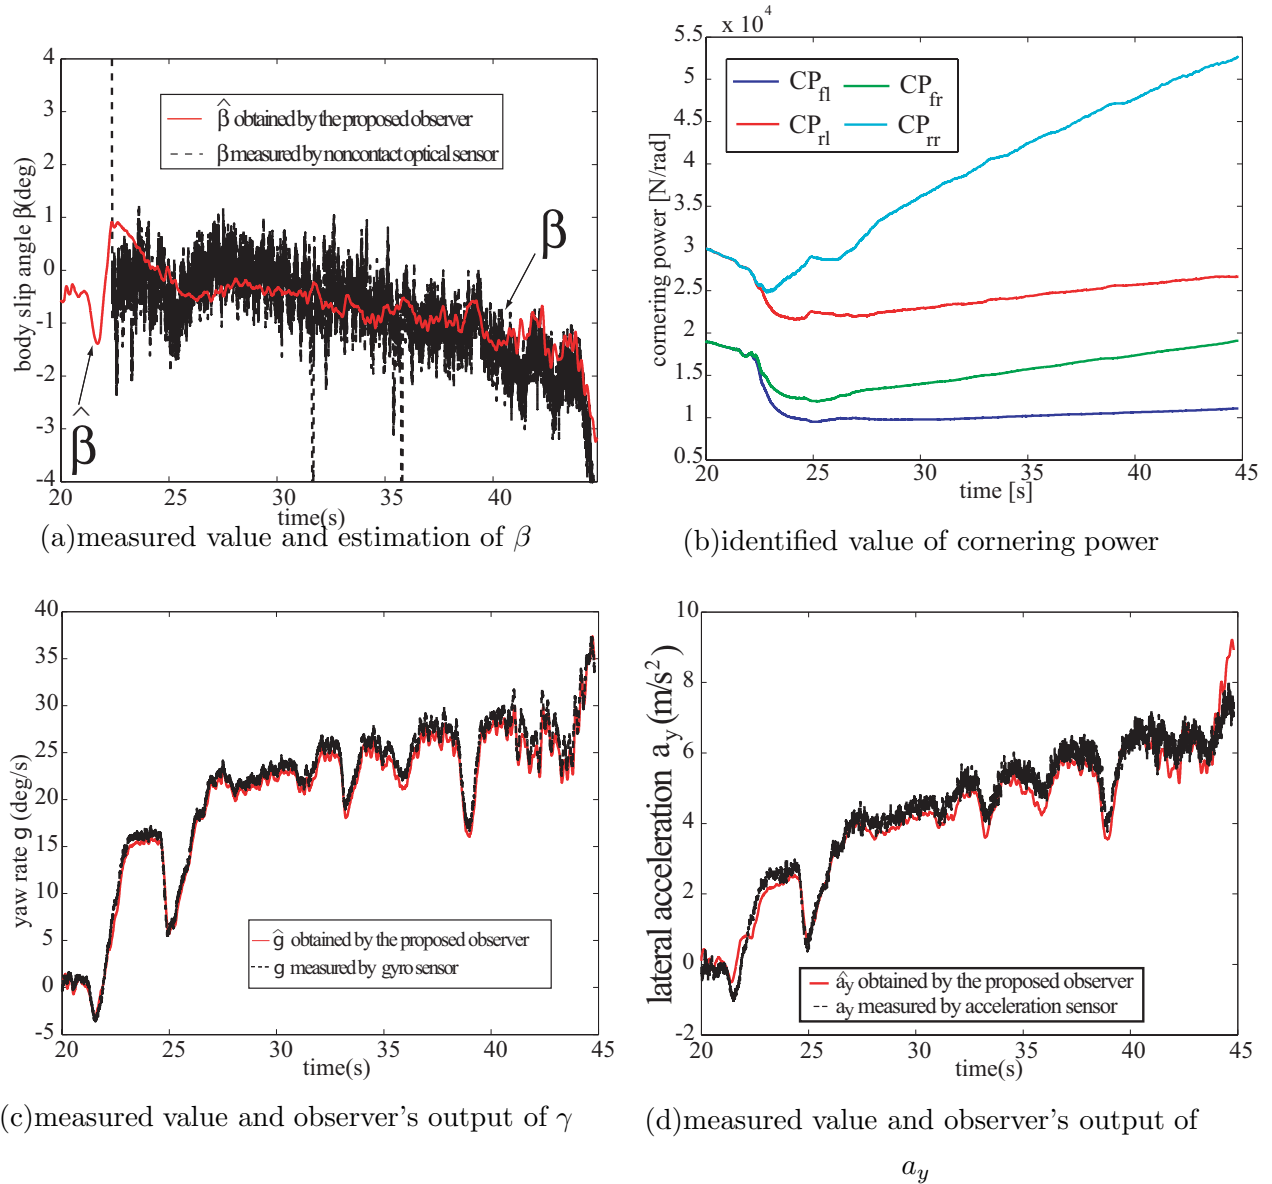 4
3
2
1
0
-1
-2
-3
-4
20 25 30 35 40
body slip angle β(deg)
time(s)
β̂ obtained by the proposed observer
β measured by noncontact optical sensor
β
β̂
(a)measured value and estimation of β
x 10⁴
5.5
5
4.5
4
3.5
3
2.5
2
1.5
1
0.5
20 25 30 35 40 45
cornering power [N/rad]
time [s]
CP_fl CP_fr
CP_rl CP_rr
(b)identified value of cornering power
40
35
30
25
20
15
10
5
0
-5
20 25 30 35 40 45
yaw rate g (deg/s)
time(s)
ĝ obtained by the proposed observer
g measured by gyro sensor
(c)measured value and observer's output of γ
10
8
6
4
2
0
-2
20 25 30 35 40 45
lateral acceleration a_y(m/s²)
time(s)
â_y obtained by the proposed observer
a_y measured by acceleration sensor
(d)measured value and observer's output of
a_y